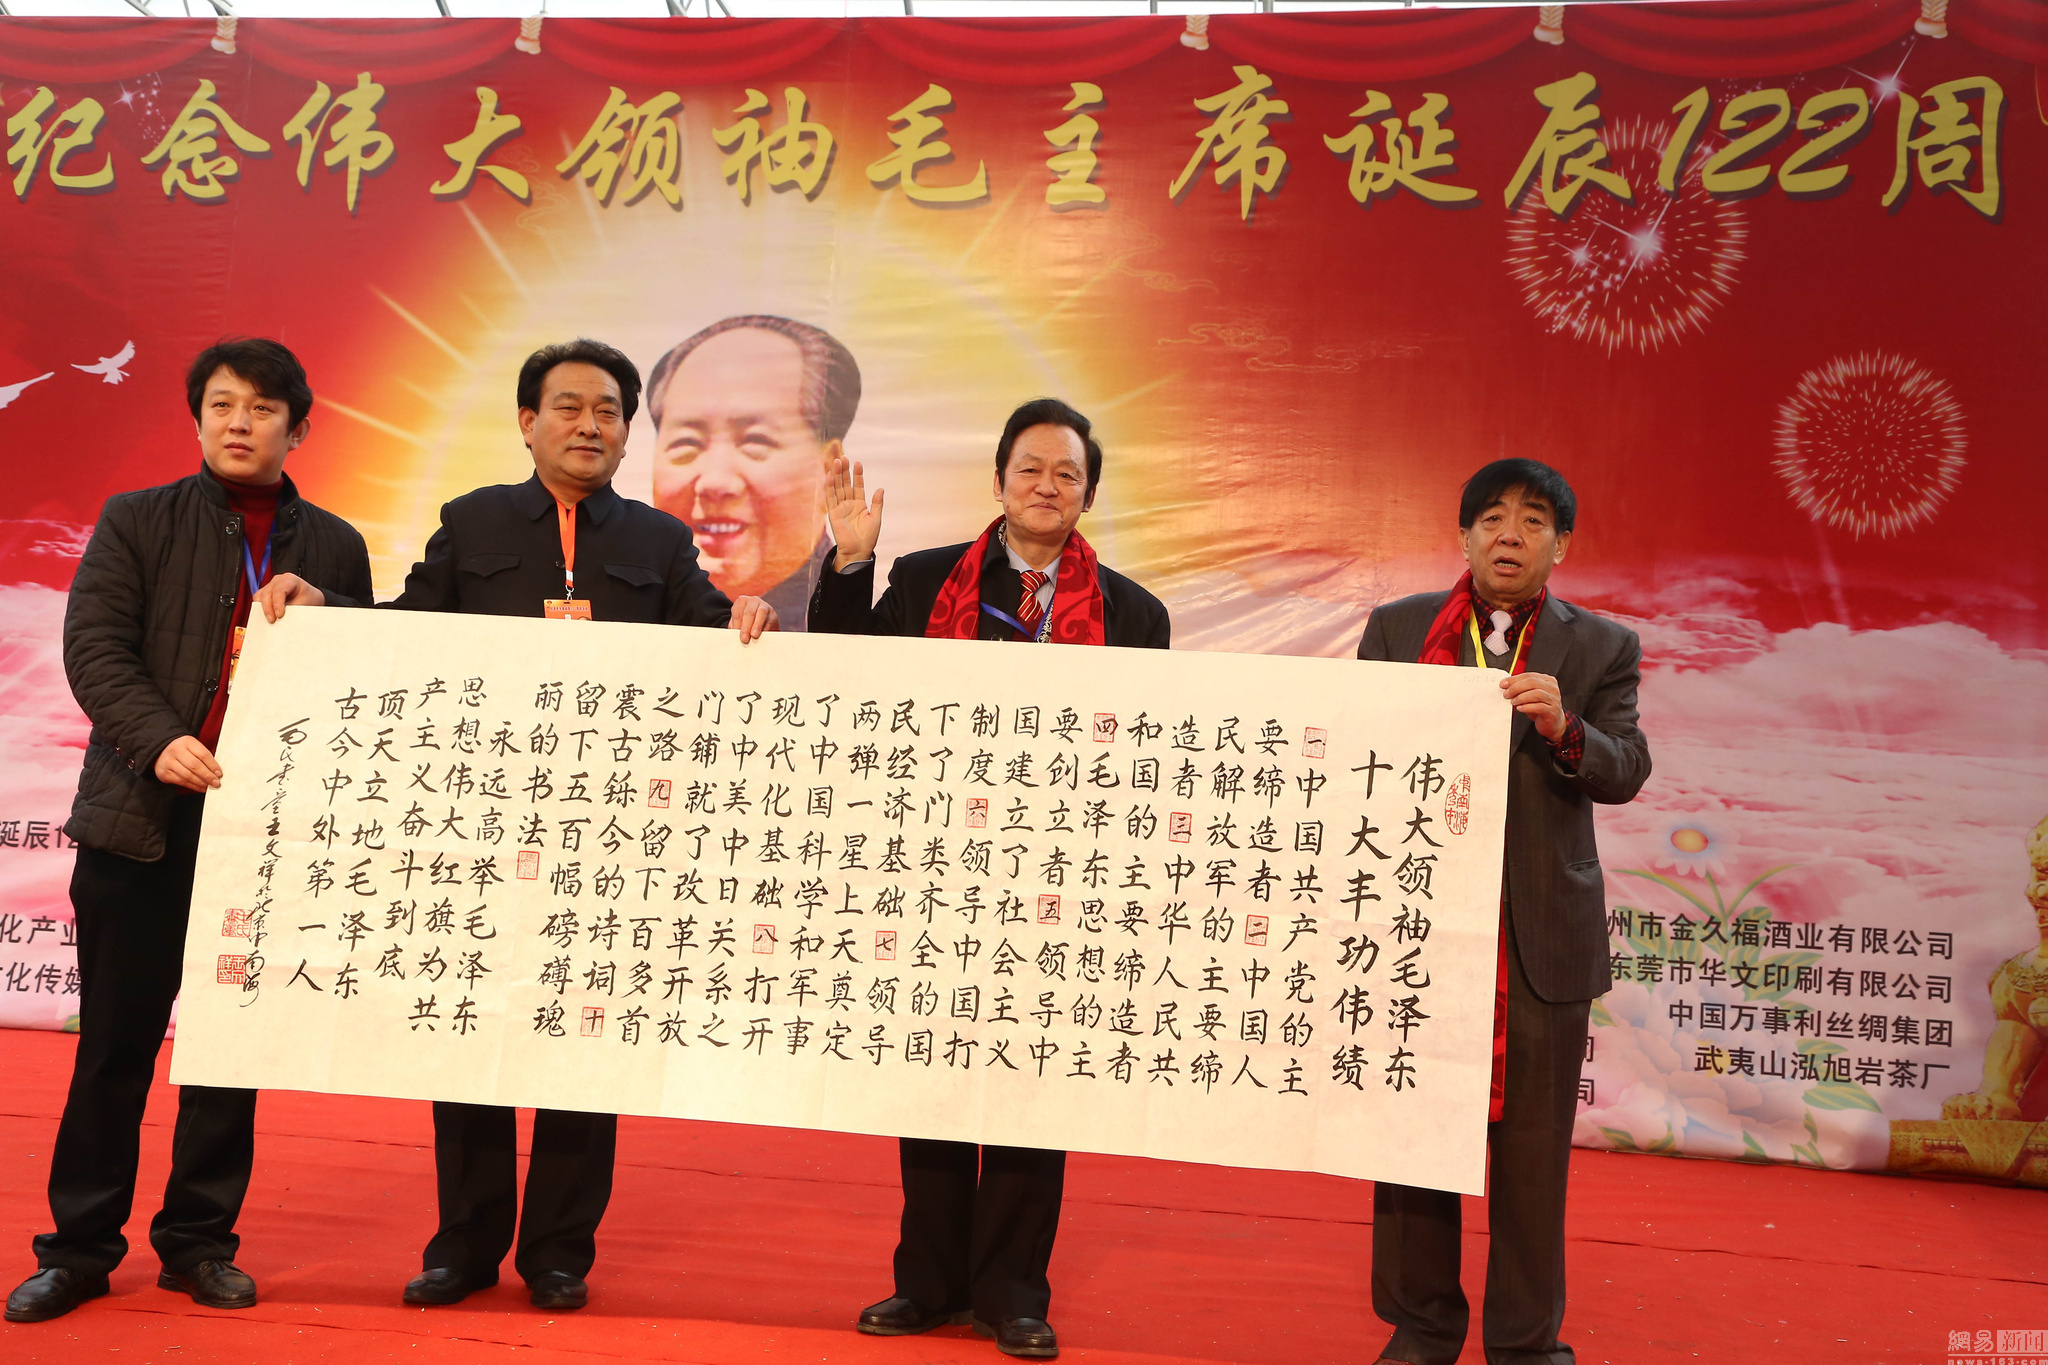 纪念伟大领袖毛主席诞辰122周
伟大领袖毛泽东
十大丰功伟绩
一中国共产党的主
要缔造者二中国人
民解放军的主要缔
造者三中华人民共
和国的主要缔造者
四毛泽东思想的主
要创立者五领导中
国建立了社会主义
制度六领导中国打
下了门类齐全的国
民经济基础七领导
两弹一星上天奠定
了中国科学和军事
现代化基础八打开
了中美中日关系之
门铺就了改革开放
之路九留下百多首
震古铄今的诗词十
留下五百幅磅礴瑰
丽的书法
永远高举毛泽东
思想伟大红旗为共
产主义奋斗到底
顶天立地毛泽东
古今中外第一人
诞辰
化产业
化传媒
州市金久福酒业有限公司
东莞市华文印刷有限公司
中国万事利丝绸集团
武夷山泓旭岩茶厂
司
網易 新闻
news·163.com